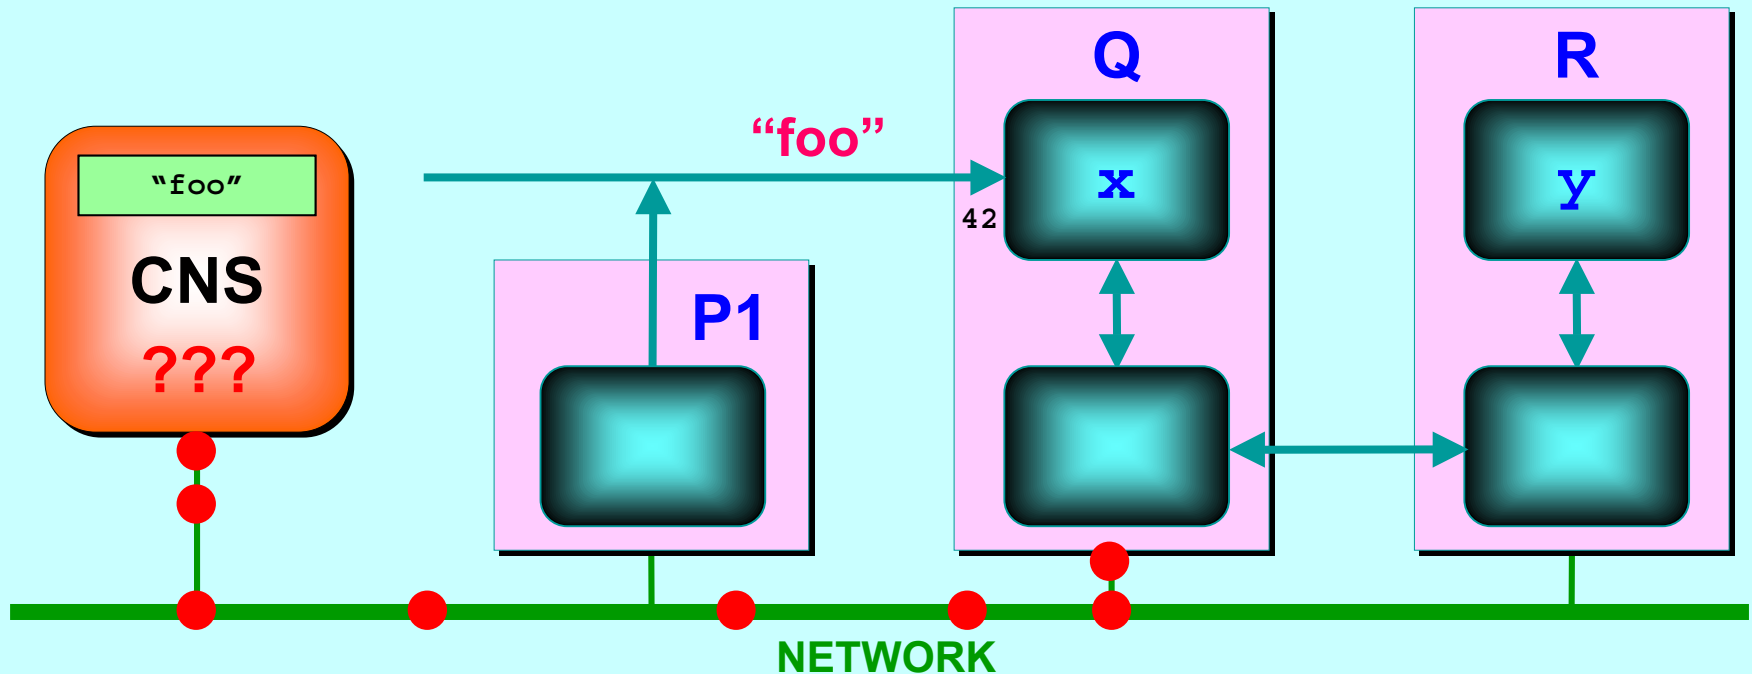 Q
R
“foo”
“foo”
x
y
42
CNS
P1
???
NETWORK